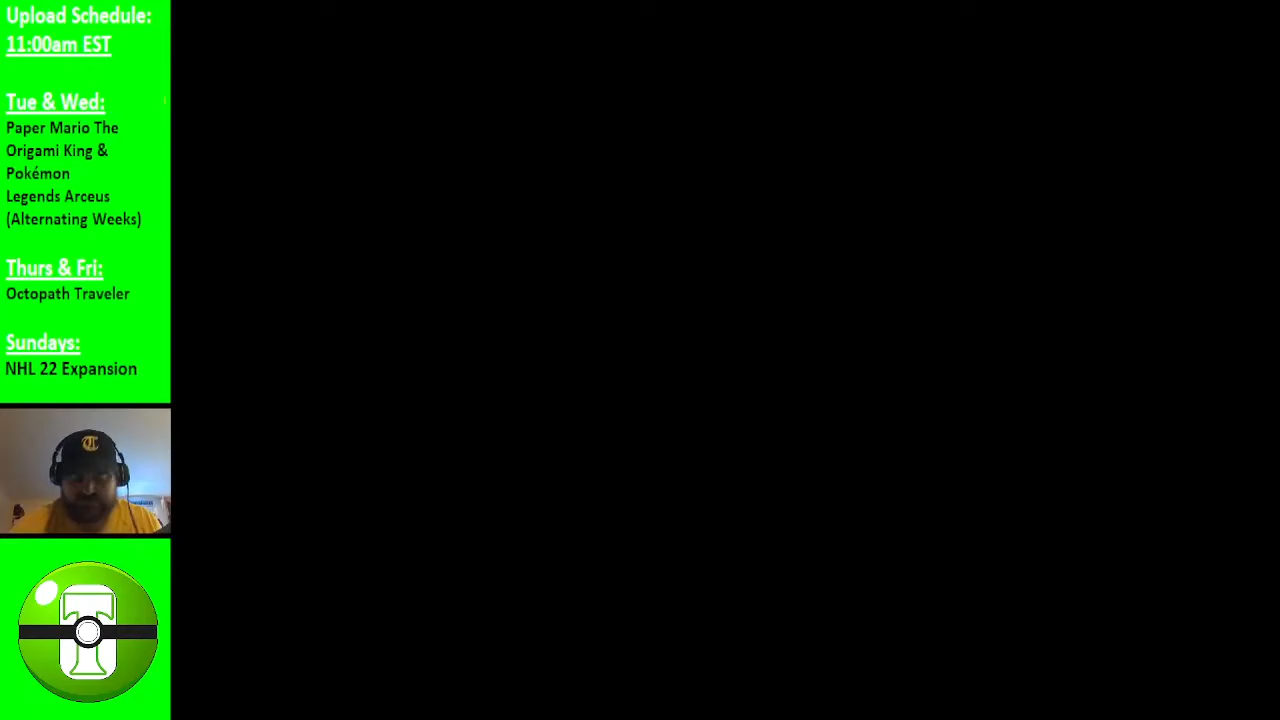 Upload Schedule:
11:00am EST
Tue & Wed:
Paper Mario The
Origami King &
Pokémon
Legends Arceus
(Alternating Weeks)
Thurs & Fri:
Octopath Traveler
Sundays:
NHL 22 Expansion
T
T